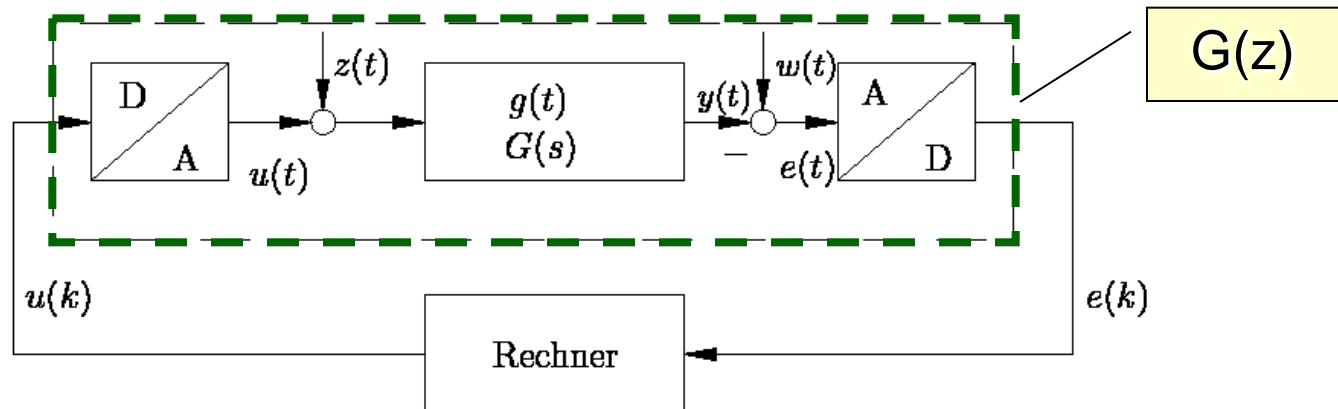 G(z)
D
A
z(t)
u(t)
g(t)
G(s)
y(t)
−
w(t)
e(t)
A
D
u(k)
Rechner
e(k)